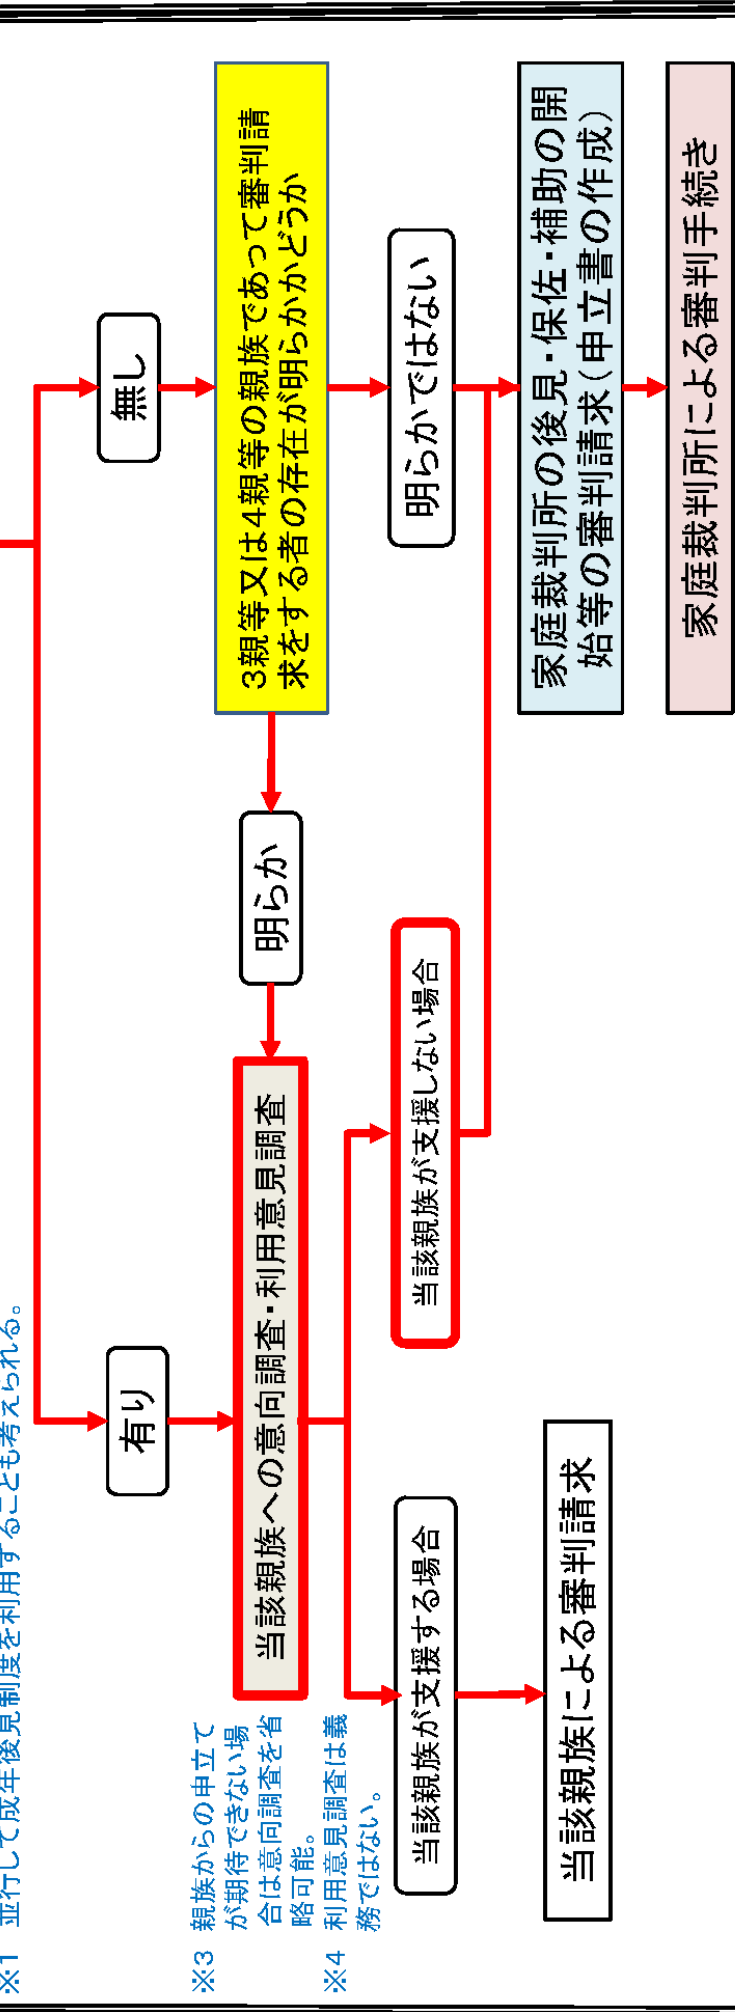 ※1 並行して成年後見制度を利用することも考えられる。
有り
無し
※3 親族からの申立て
が期待できない場
合は意向調査を省
略可能。
※4 利用意見調査は義
務ではない。
当該親族への意向調査・利用意見調査
明らか
3親等又は4親等の親族であって審判請
求をする者の存在が明らかかどうか
当該親族が支援する場合
当該親族が支援しない場合
明らかではない
当該親族による審判請求
家庭裁判所の後見・保佐・補助の開
始等の審判請求(申立書の作成)
家庭裁判所による審判手続き